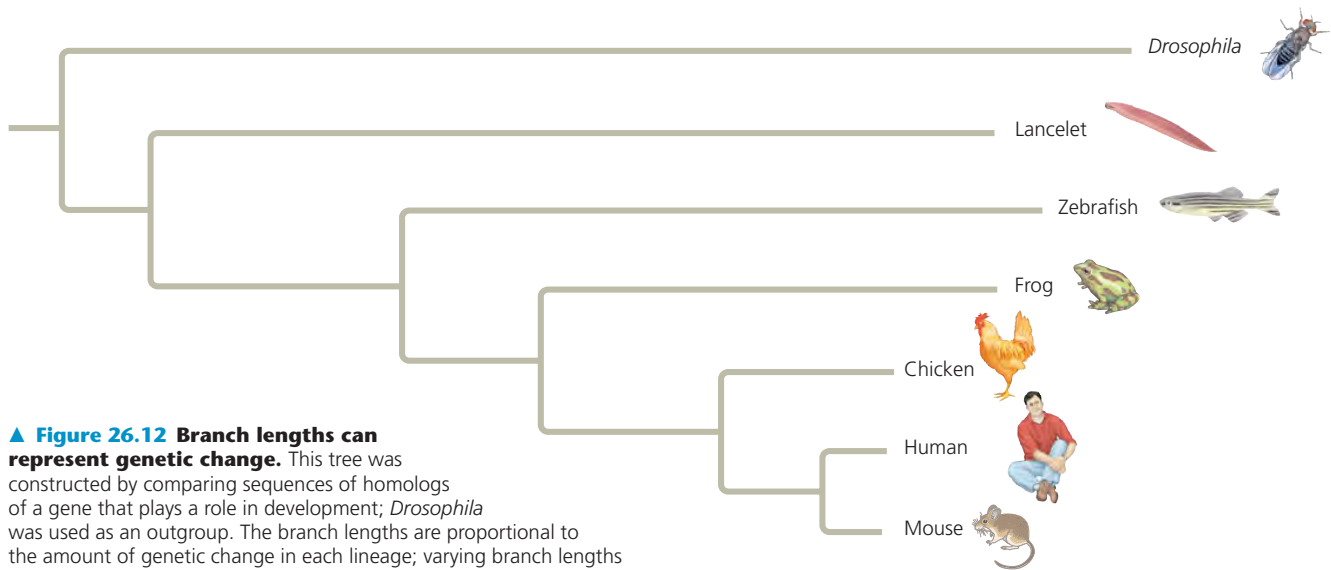 Drosophila
Lancelet
Zebrafish
Frog
Chicken
Human
Mouse
▲ Figure 26.12 Branch lengths can
represent genetic change. This tree was
constructed by comparing sequences of homologs
of a gene that plays a role in development; Drosophila
was used as an outgroup. The branch lengths are proportional to
the amount of genetic change in each lineage; varying branch lengths